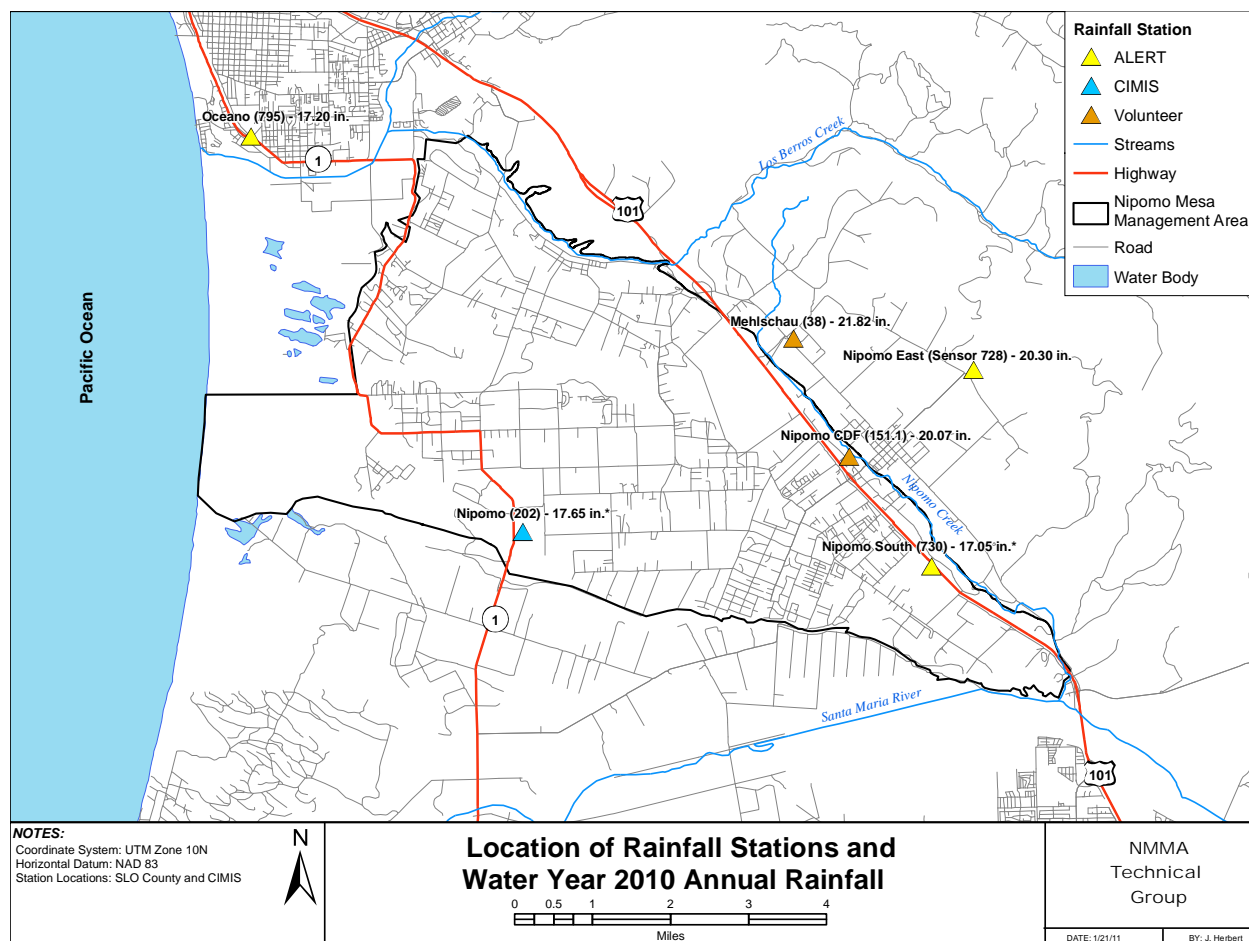 Rainfall Station
ALERT
CIMIS
Volunteer
Streams
Highway
Nipomo Mesa
Management Area
Road
Water Body
Oceano (795) - 17.20 in.
1
Los Berros Creek
101
Pacific Ocean
Mehlschau (38) - 21.82 in.
Nipomo East (Sensor 728) - 20.30 in.
Nipomo CDF (151.1) - 20.07 in.
Nipomo Creek
Nipomo (202) - 17.65 in.*
Nipomo South (730) - 17.05 in.*
1
Santa Maria River
101
NOTES:
Coordinate System: UTM Zone 10N
Horizontal Datum: NAD 83
Station Locations: SLO County and CIMIS
N
Location of Rainfall Stations and
Water Year 2010 Annual Rainfall
0 0.5 1 2 3 4
Miles
NMMA
Technical
Group
DATE: 1/21/11 BY: J. Herbert